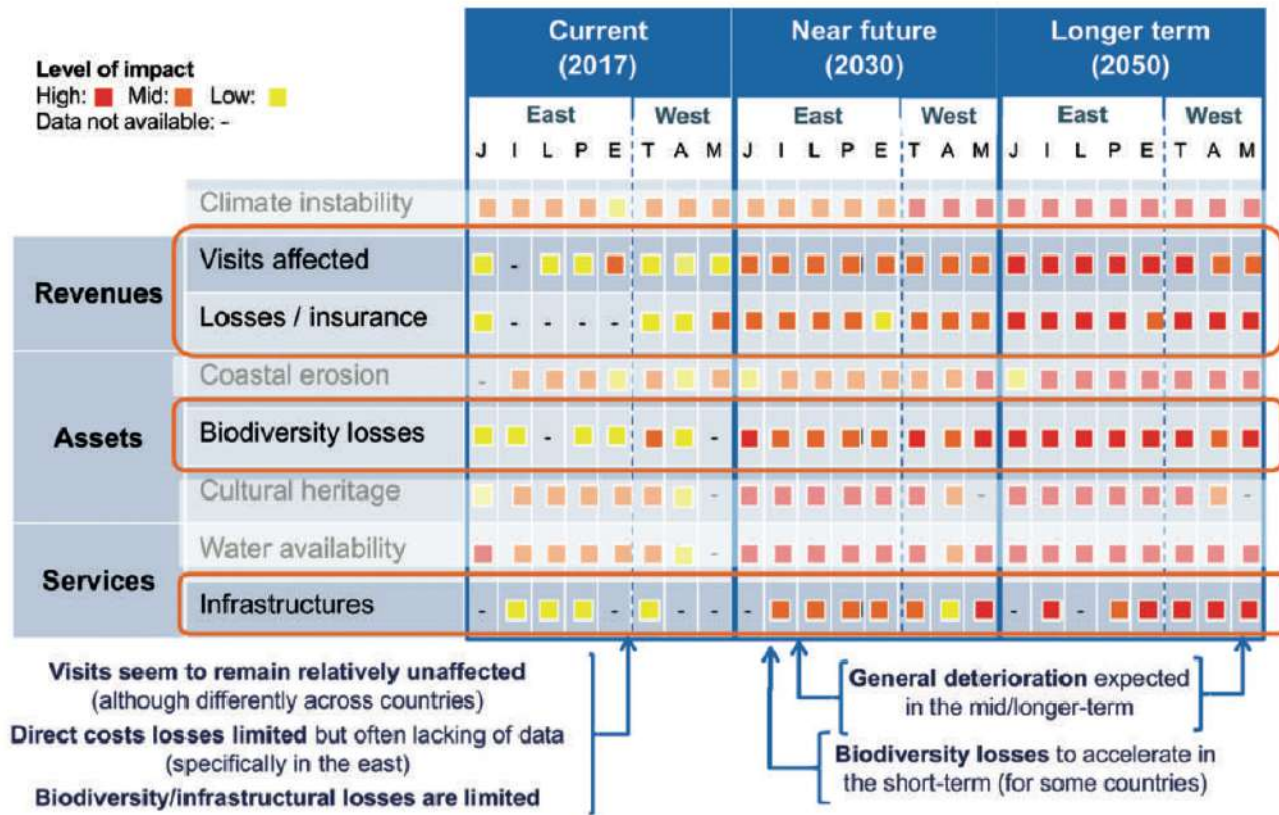 Current
(2017)
Near future
(2030)
Longer term
(2050)
Level of impact
High: Mid: Low:
Data not available: -
East West East West East West
J I L P E T A M J I L P E T A M J I L P E T A M
Climate instability
Revenues
Visits affected
-
Losses / insurance
- - - -
Coastal erosion
-
Assets
Biodiversity losses
- -
Cultural heritage
- - -
Water availability
-
Services
Infrastructures
- - - - - - -
Visits seem to remain relatively unaffected
(although differently across countries)
Direct costs losses limited but often lacking of data
(specifically in the east)
Biodiversity/infrastructural losses are limited
General deterioration expected
in the mid/longer-term
Biodiversity losses to accelerate in
the short-term (for some countries)